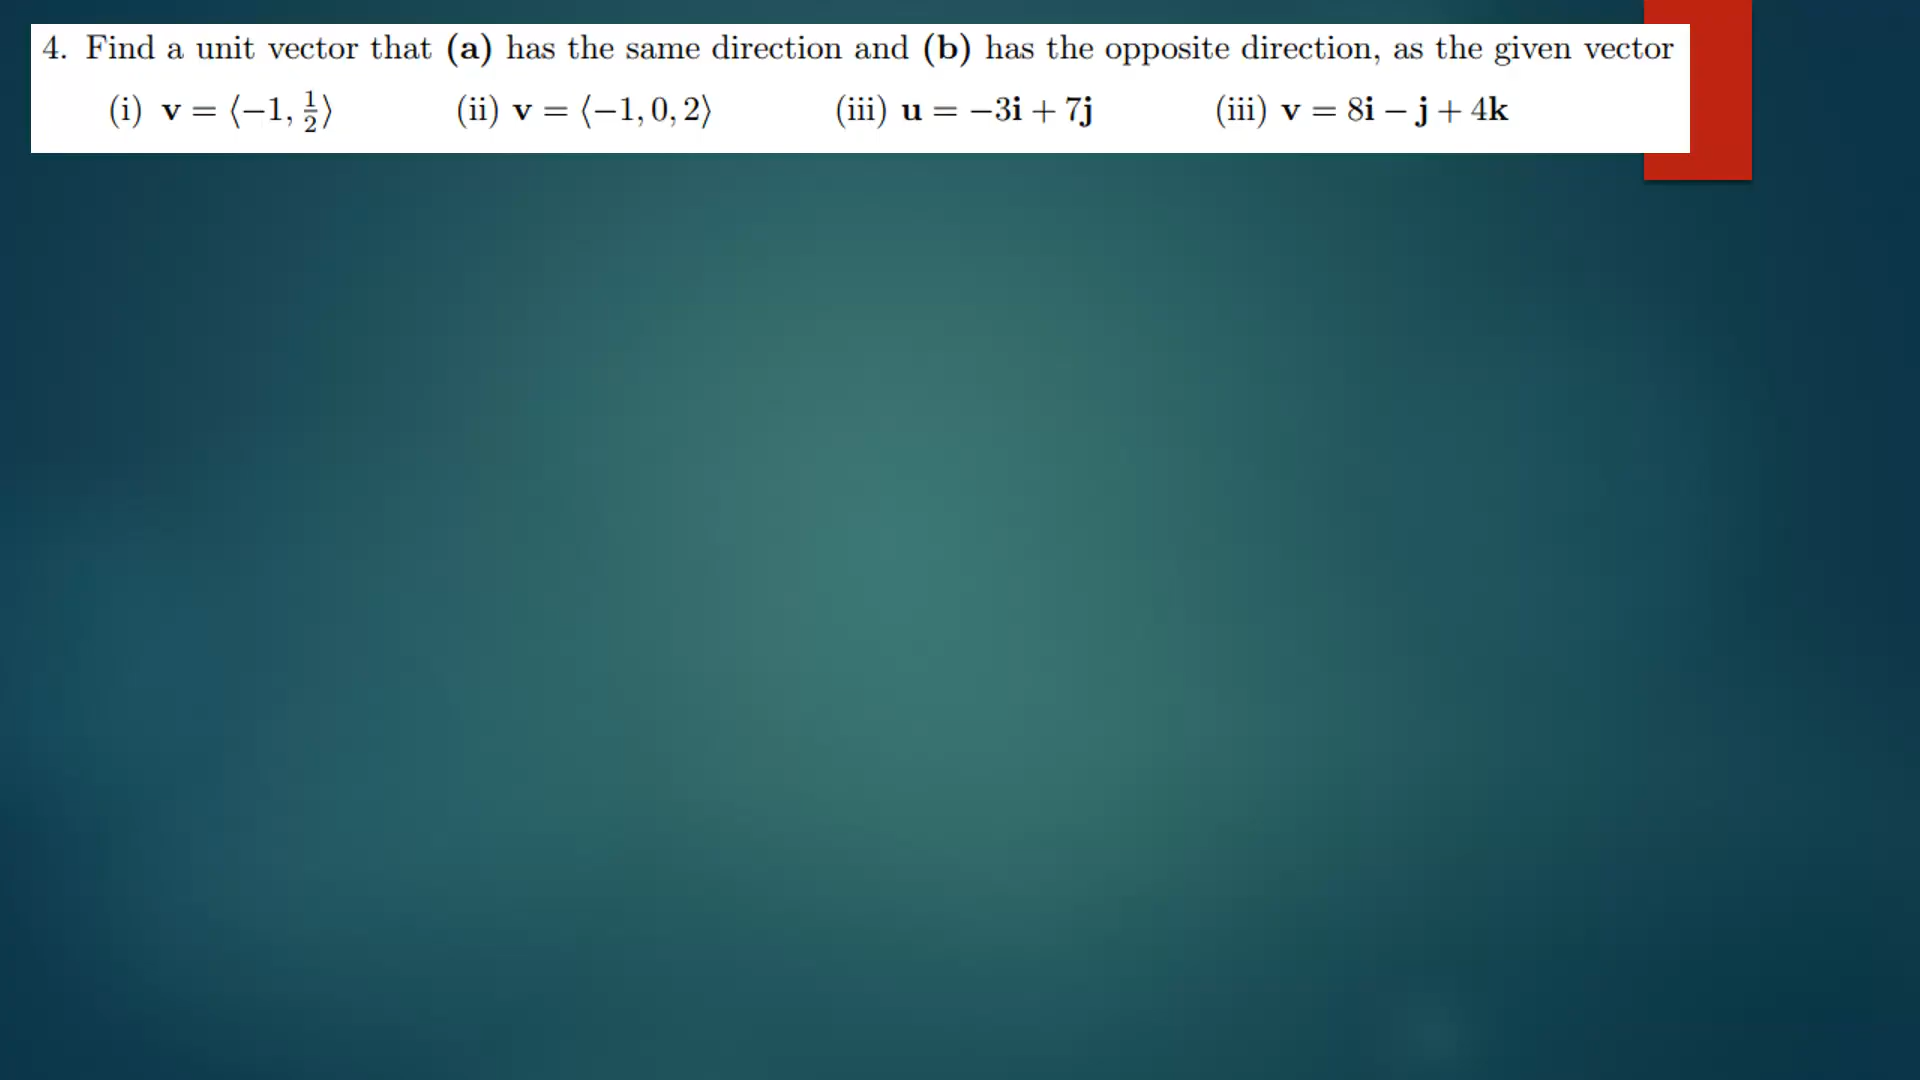 4. Find a unit vector that (a) has the same direction and (b) has the opposite direction, as the given vector
(i) v = ⟨−1, 1/2⟩ (ii) v = ⟨−1, 0, 2⟩ (iii) u = −3i + 7j (iii) v = 8i − j + 4k